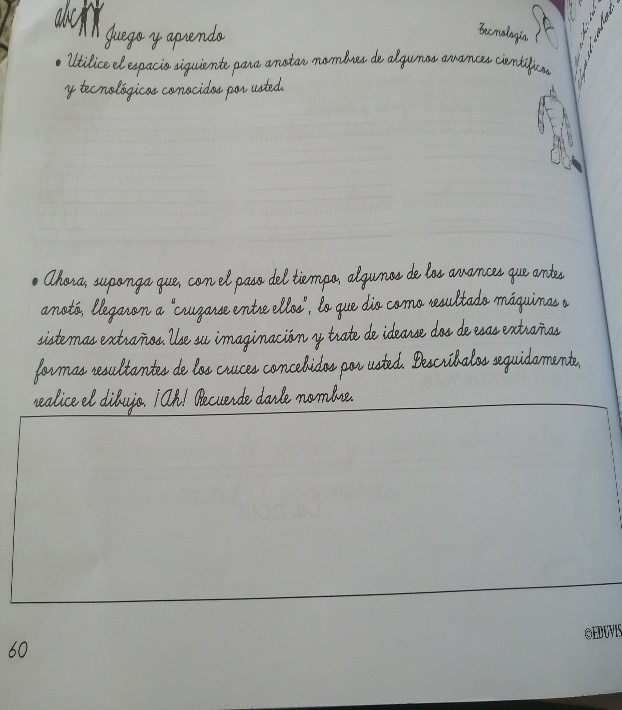 abc
Juego y aprendo
Tecnología
• Utilice el espacio siguiente para anotar nombres de algunos avances científicos
y tecnológicos conocidos por usted.
• Ahora, suponga que, con el paso del tiempo, algunos de los avances que antes
anotó, llegaron a "cruzarse entre ellos", lo que dio como resultado máquinas o
sistemas extraños. Use su imaginación y trate de idearse dos de esas extrañas
formas resultantes de los cruces concebidos por usted. Descríbalos seguidamente,
realice el dibujo. ¡Ah! Recuerde darle nombre.
60
©EDUVIS